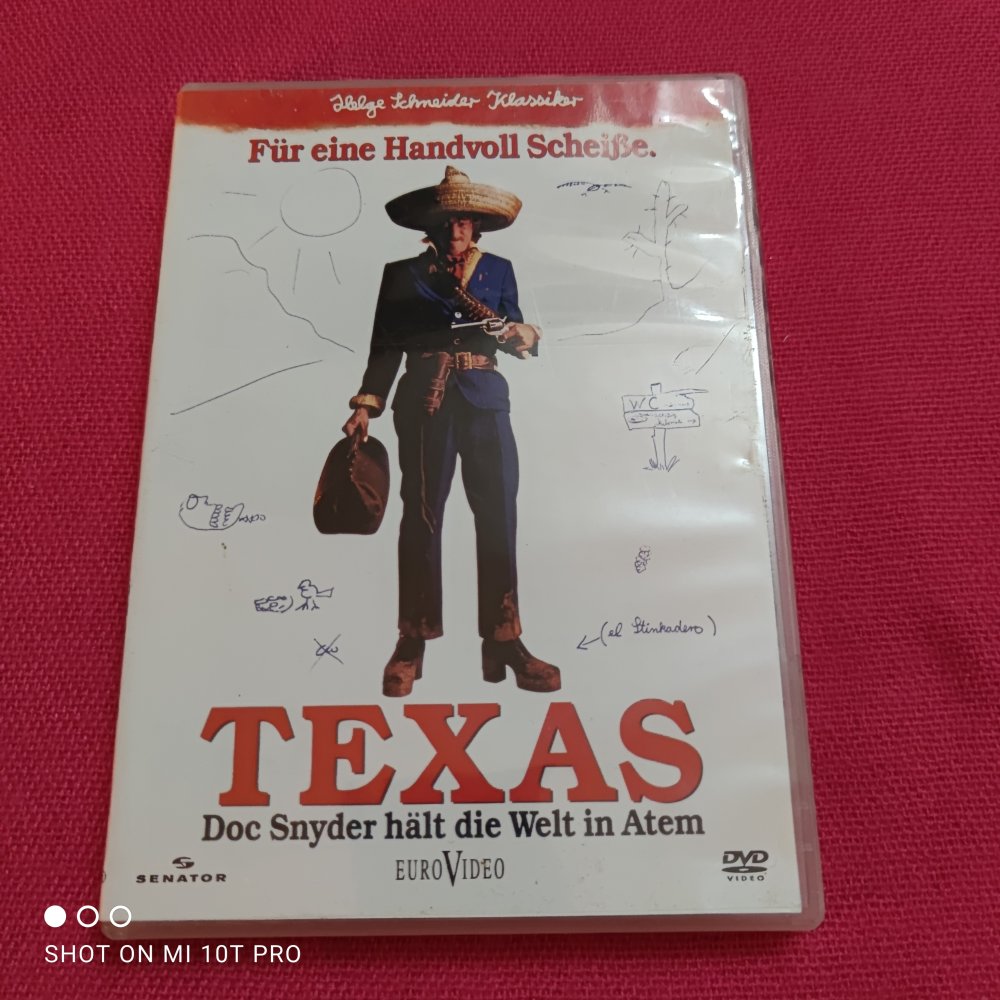 Helge Schneider Klassiker
Für eine Handvoll Scheiße.
WC
(el Stinkadero)
TEXAS
Doc Snyder hält die Welt in Atem
SENATOR
EUROVIDEO
DVD
VIDEO
SHOT ON MI 10T PRO